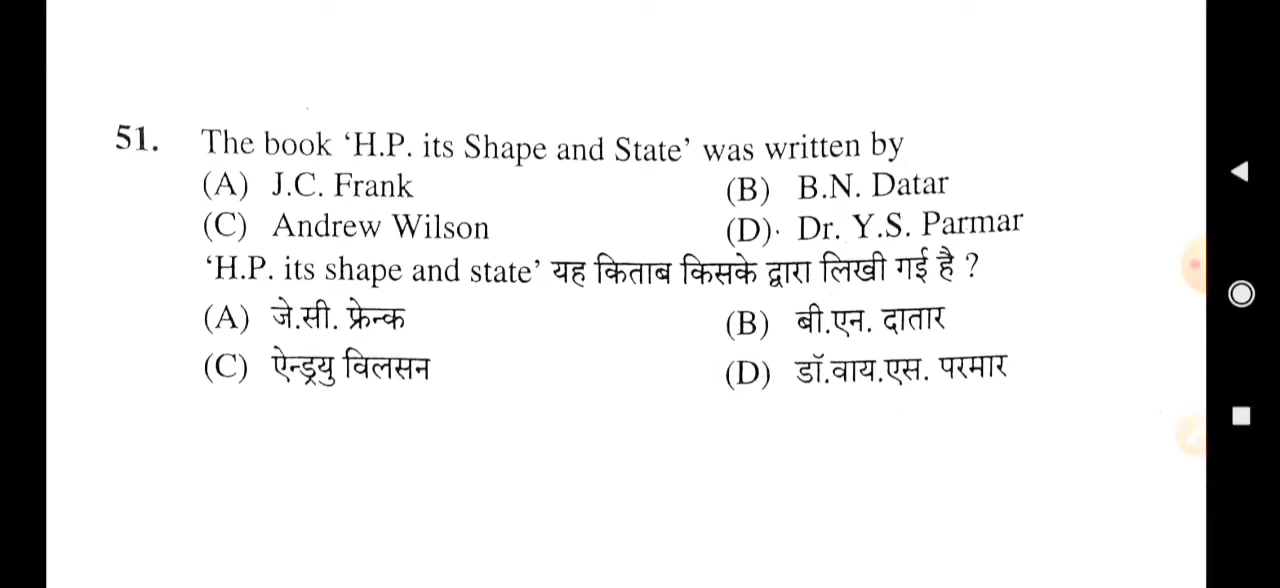 51. The book ‘H.P. its Shape and State’ was written by
(A) J.C. Frank (B) B.N. Datar
(C) Andrew Wilson (D) Dr. Y.S. Parmar
‘H.P. its shape and state’ यह किताब किसके द्वारा लिखी गई है ?
(A) जे.सी. फ्रेन्क (B) बी.एन. दातार
(C) ऐन्ड्रयु विलसन (D) डॉ.वाय.एस. परमार